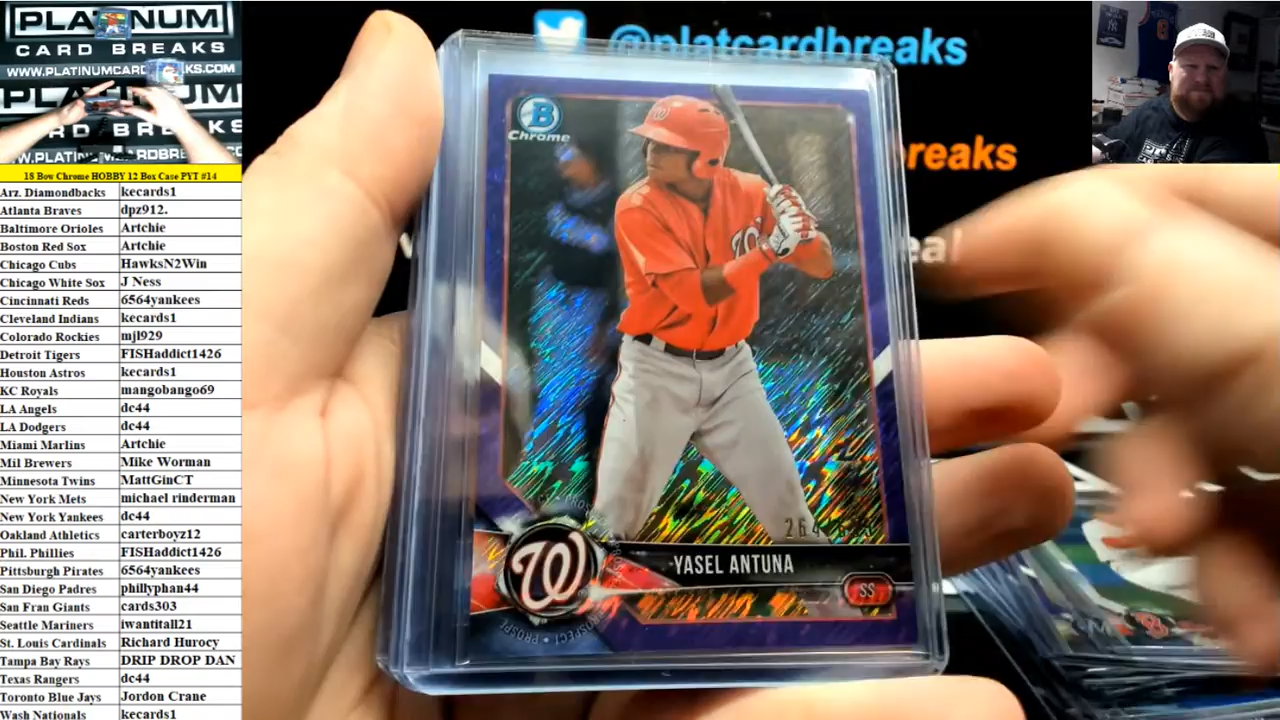 PLATINUM
CARD BREAKS
@platcardbreaks
reaks
eal
18 Bow Chrome HOBBY 12 Box Case PYT #14
Arz. Diamondbacks kecards1
Atlanta Braves dpz912.
Baltimore Orioles Artchie
Boston Red Sox Artchie
Chicago Cubs HawksN2Win
Chicago White Sox J Ness
Cincinnati Reds 6564yankees
Cleveland Indians kecards1
Colorado Rockies mjl929
Detroit Tigers FISHaddict1426
Houston Astros kecards1
KC Royals mangobango69
LA Angels dc44
LA Dodgers dc44
Miami Marlins Artchie
Mil Brewers Mike Worman
Minnesota Twins MattGinCT
New York Mets michael rinderman
New York Yankees dc44
Oakland Athletics carterboyz12
Phil. Phillies FISHaddict1426
Pittsburgh Pirates 6564yankees
San Diego Padres phillyphan44
San Fran Giants cards303
Seattle Mariners iwantitall21
St. Louis Cardinals Richard Hurocy
Tampa Bay Rays DRIP DROP DAN
Texas Rangers dc44
Toronto Blue Jays Jordon Crane
Wash Nationals kecards1
B
Chrome
W
YASEL ANTUNA
SS
W
PROSPECT